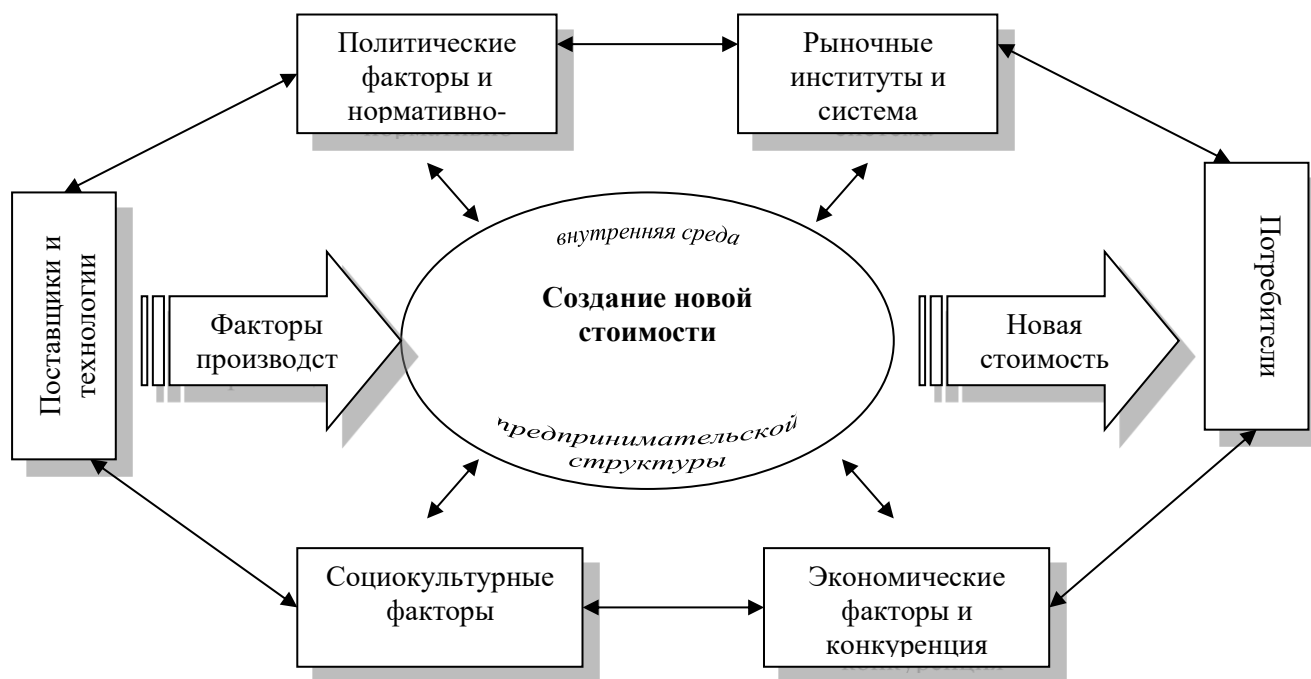 Политические
факторы и
нормативно-
Рыночные
институты и
система
Поставщики и
технологии
Факторы
производст
внутренняя среда
Создание новой
стоимости
предпринимательской
структуры
Новая
стоимость
Потребители
Социокультурные
факторы
Экономические
факторы и
конкуренция